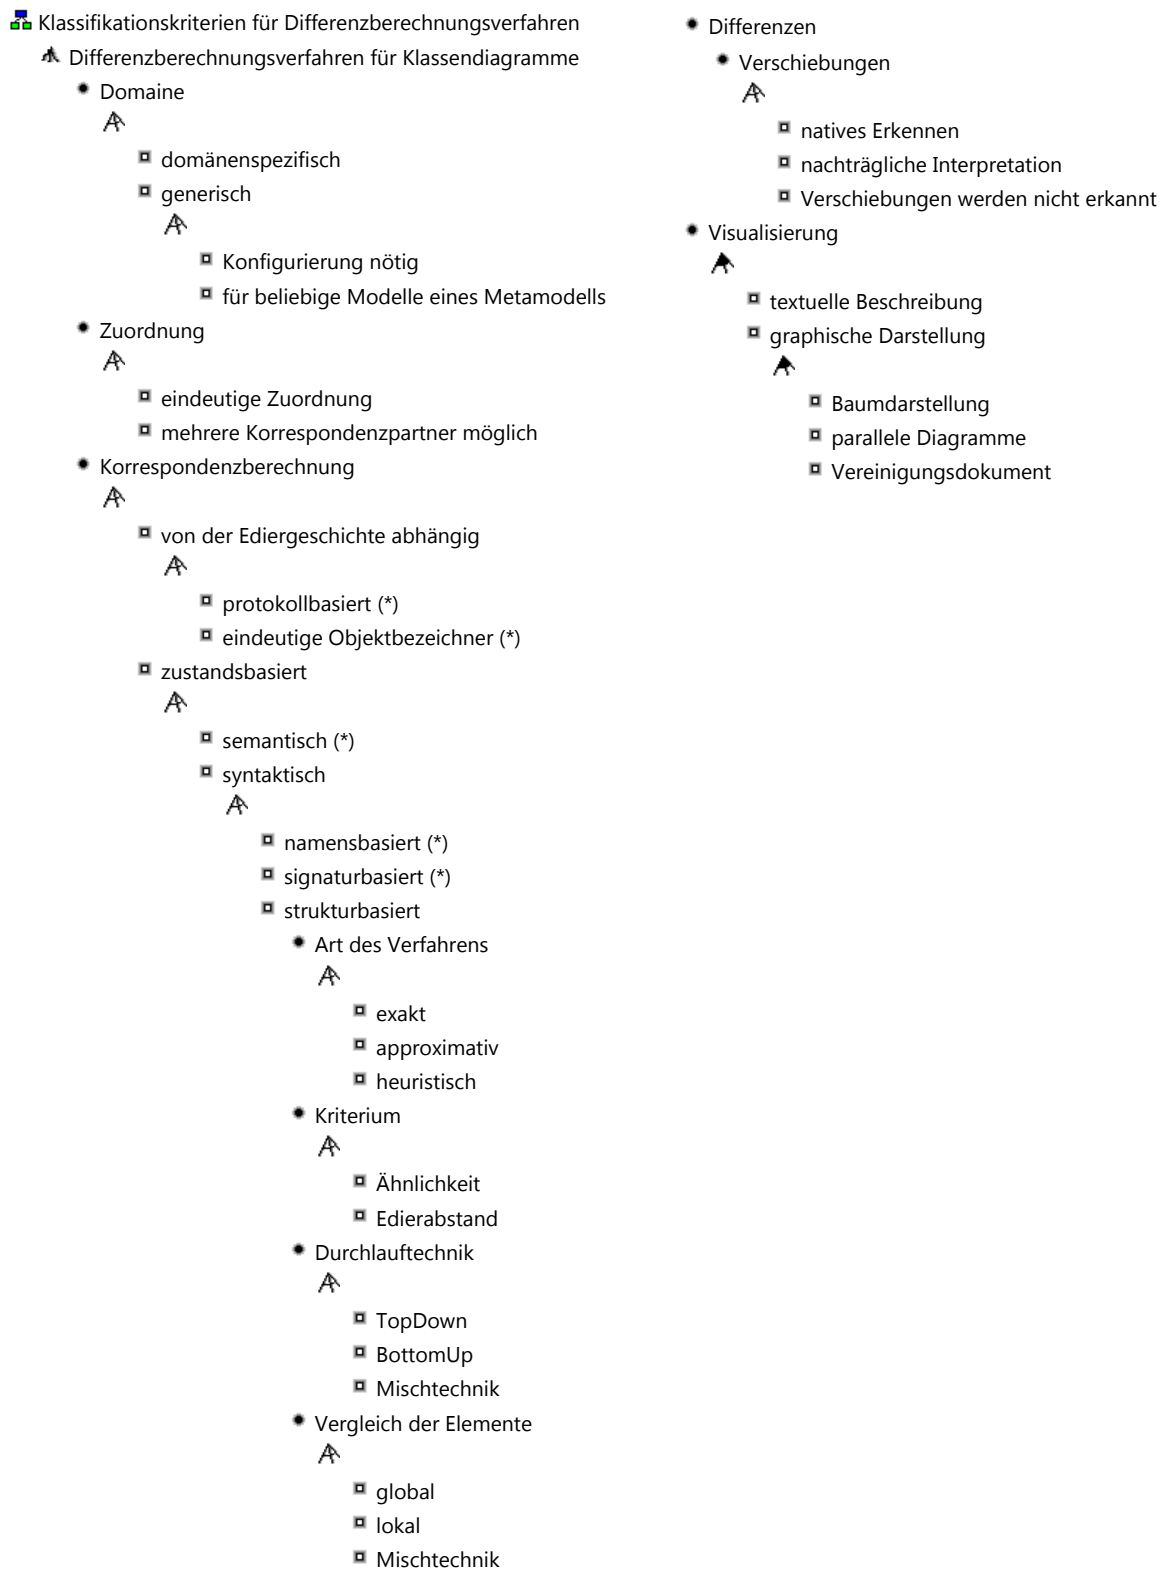 Klassifikationskriterien für Differenzberechnungsverfahren
Differenzberechnungsverfahren für Klassendiagramme
Domaine
domänenspezifisch
generisch
Konfigurierung nötig
für beliebige Modelle eines Metamodells
Zuordnung
eindeutige Zuordnung
mehrere Korrespondenzpartner möglich
Korrespondenzberechnung
von der Ediergeschichte abhängig
protokollbasiert (*)
eindeutige Objektbezeichner (*)
zustandsbasiert
semantisch (*)
syntaktisch
namensbasiert (*)
signaturbasiert (*)
strukturbasiert
Art des Verfahrens
exakt
approximativ
heuristisch
Kriterium
Ähnlichkeit
Edierabstand
Durchlauftechnik
TopDown
BottomUp
Mischtechnik
Vergleich der Elemente
global
lokal
Mischtechnik
Differenzen
Verschiebungen
natives Erkennen
nachträgliche Interpretation
Verschiebungen werden nicht erkannt
Visualisierung
textuelle Beschreibung
graphische Darstellung
Baumdarstellung
parallele Diagramme
Vereinigungsdokument